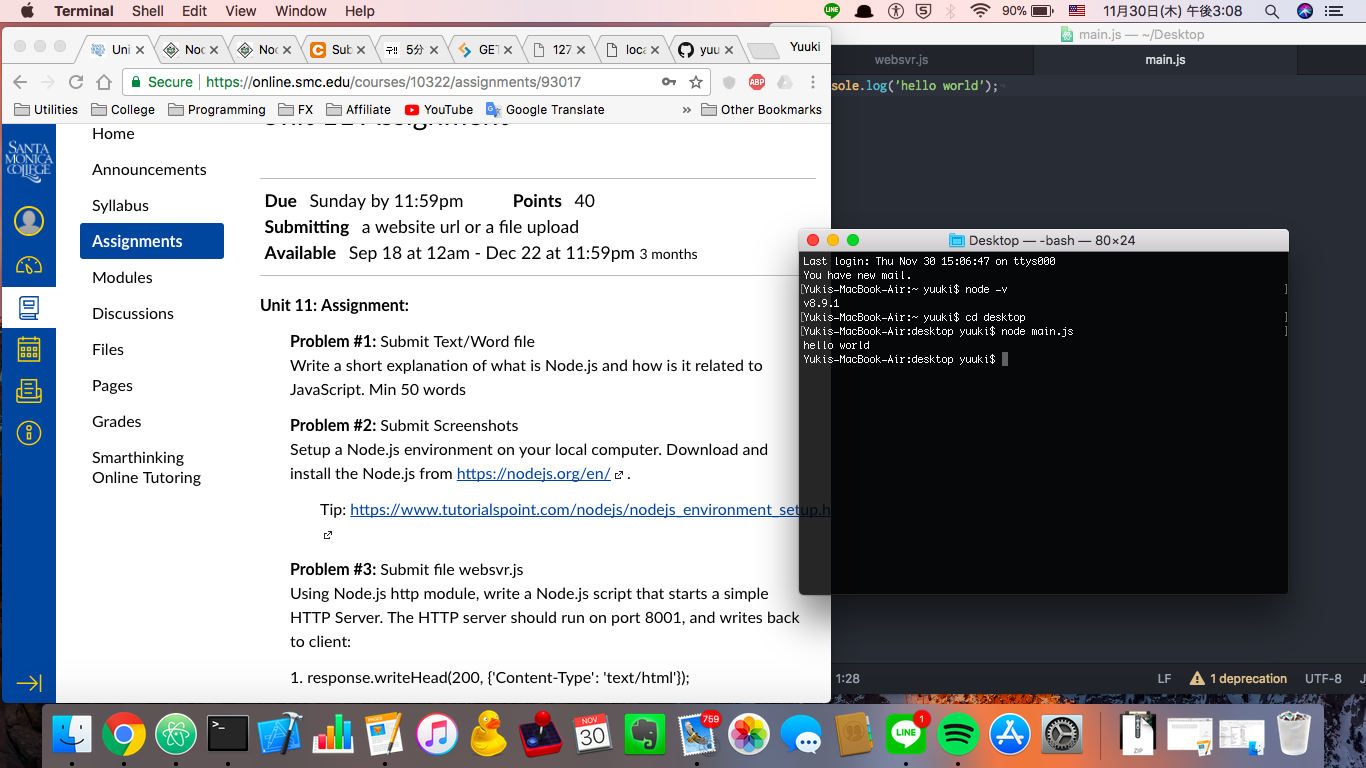 Terminal Shell Edit View Window Help
LINE 90% 11月30日(木) 午後3:08
Uni Noc Noc Sub 5分 GE 127 loca yuu Yuuki
Secure https://online.smc.edu/courses/10322/assignments/93017 ABP
Utilities College Programming FX Affiliate YouTube Google Translate » Other Bookmarks
SANTA
MONICA
COLLEGE
Home
Announcements
Syllabus
Assignments
Modules
Discussions
Files
Pages
Grades
Smarthinking
Online Tutoring
Unit 11 Assignment
Due Sunday by 11:59pm Points 40
Submitting a website url or a file upload
Available Sep 18 at 12am - Dec 22 at 11:59pm 3 months
Unit 11: Assignment:
Problem #1: Submit Text/Word file
Write a short explanation of what is Node.js and how is it related to
JavaScript. Min 50 words
Problem #2: Submit Screenshots
Setup a Node.js environment on your local computer. Download and
install the Node.js from https://nodejs.org/en/ .
Tip: https://www.tutorialspoint.com/nodejs/nodejs_environment_setup.h
Problem #3: Submit file websvr.js
Using Node.js http module, write a Node.js script that starts a simple
HTTP Server. The HTTP server should run on port 8001, and writes back
to client:
1. response.writeHead(200, {'Content-Type': 'text/html'});
main.js — ~/Desktop
websvr.js main.js
sole.log('hello world');
Desktop — -bash — 80×24
Last login: Thu Nov 30 15:06:47 on ttys000
You have new mail.
[Yukis-MacBook-Air:~ yuuki$ node -v ]
v8.9.1
[Yukis-MacBook-Air:~ yuuki$ cd desktop ]
[Yukis-MacBook-Air:desktop yuuki$ node main.js ]
hello world
Yukis-MacBook-Air:desktop yuuki$
1:28 LF 1 deprecation UTF-8 J
>_
PAGES
NOV
30
759
LINE
1
ZIP